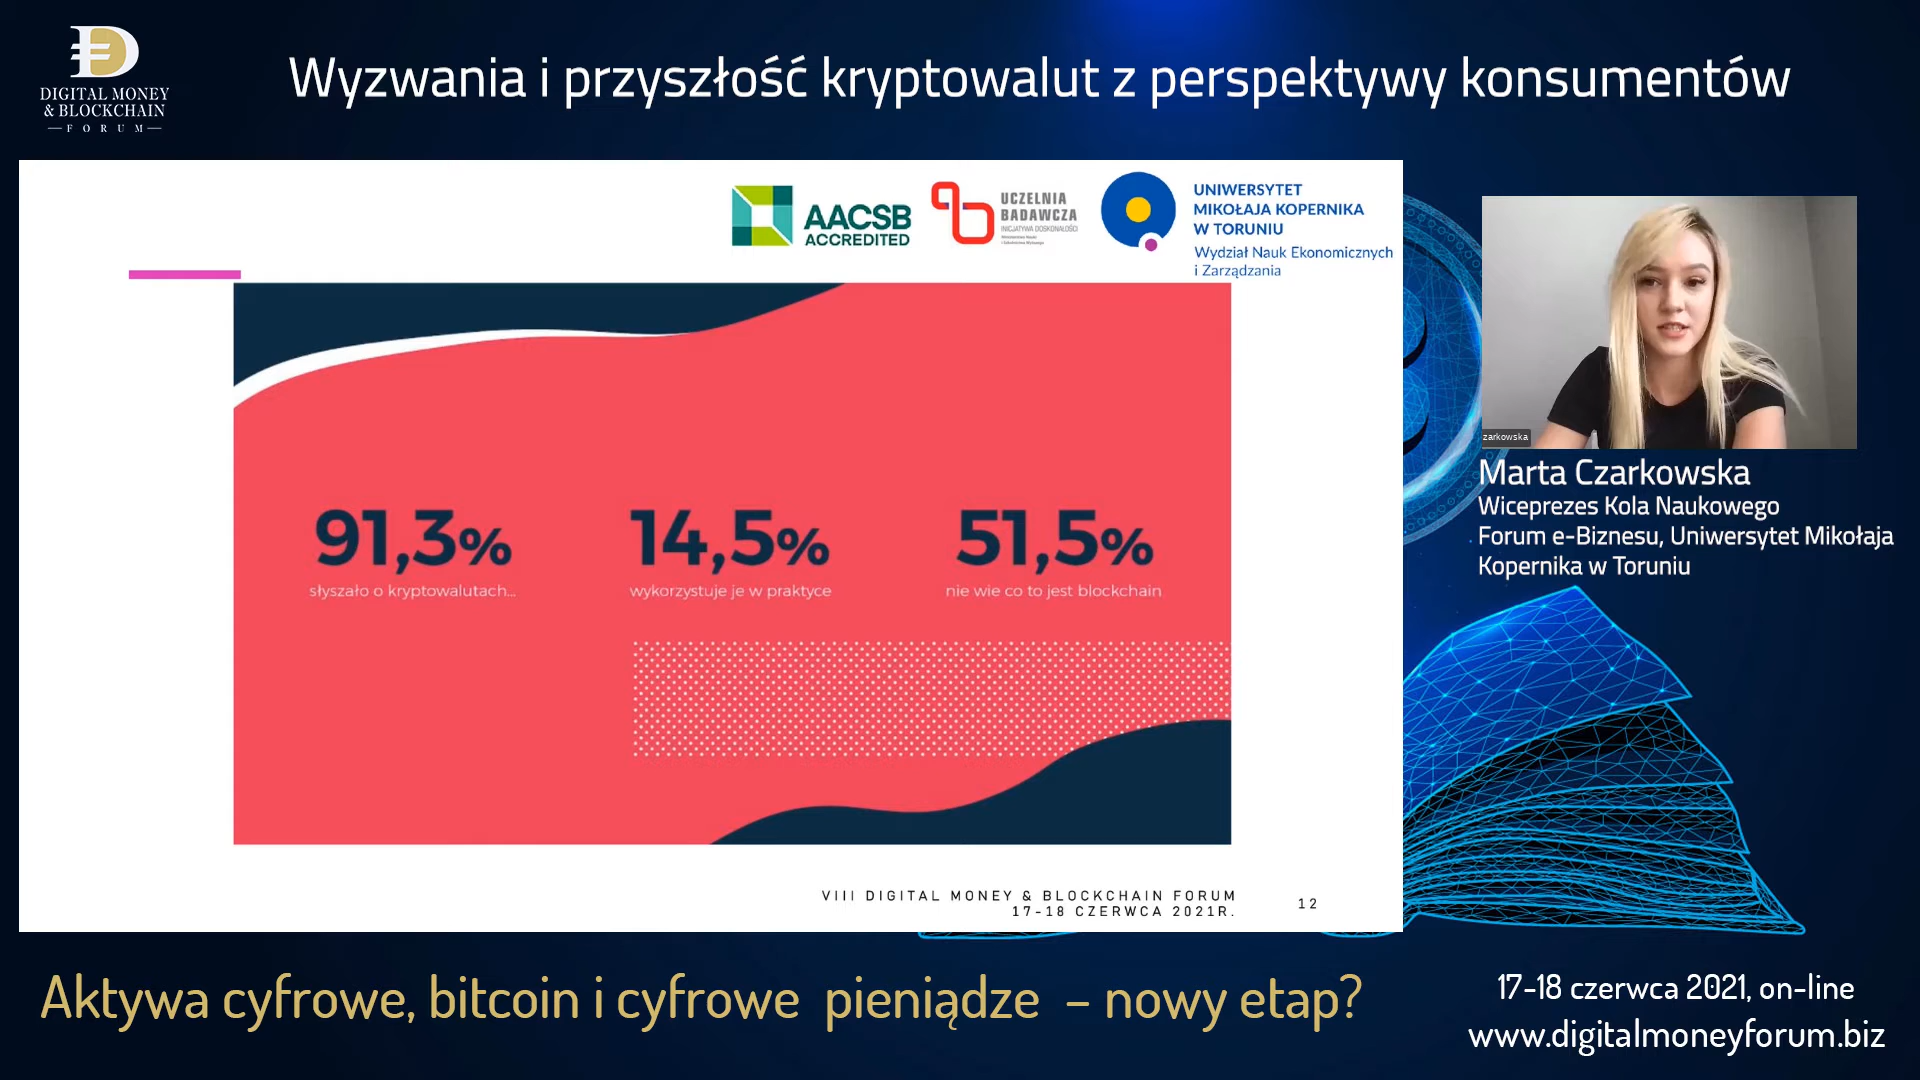 DIGITAL MONEY
& BLOCKCHAIN
FORUM
Wyzwania i przyszłość kryptowalut z perspektywy konsumentów
AACSB
ACCREDITED
UCZELNIA
BADAWCZA
INICJATYWA DOSKONAŁOŚCI
UNIWERSYTET
MIKOŁAJA KOPERNIKA
W TORUNIU
Wydział Nauk Ekonomicznych
i Zarządzania
91,3%
słyszało o kryptowalutach...
14,5%
wykorzystuje je w praktyce
51,5%
nie wie co to jest blockchain
VIII DIGITAL MONEY & BLOCKCHAIN FORUM
17-18 CZERWCA 2021R.
12
zarkowska
Marta Czarkowska
Wiceprezes Kola Naukowego
Forum e-Biznesu, Uniwersytet Mikołaja
Kopernika w Toruniu
Aktywa cyfrowe, bitcoin i cyfrowe pieniądze – nowy etap?
17-18 czerwca 2021, on-line
www.digitalmoneyforum.biz